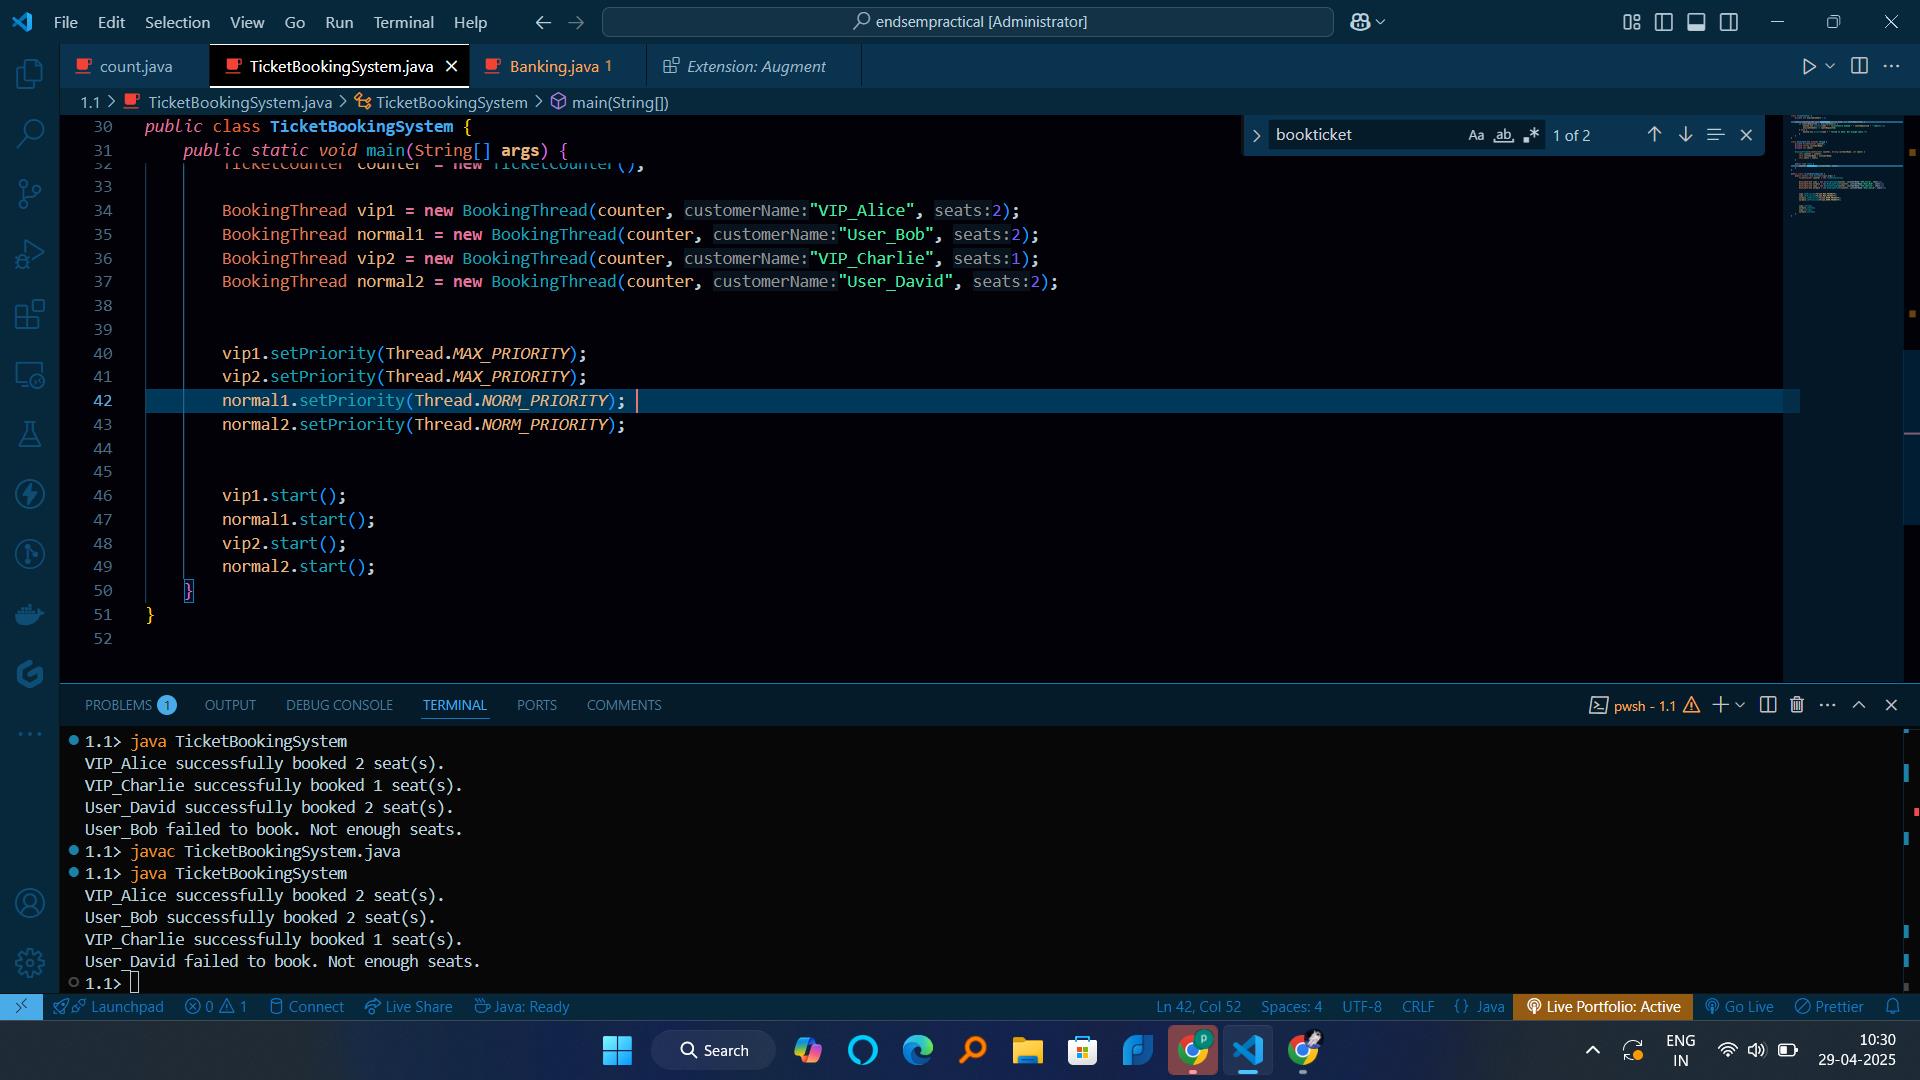 File Edit Selection View Go Run Terminal Help
endsempractical [Administrator]
count.java TicketBookingSystem.java Banking.java 1 Extension: Augment
1.1 > TicketBookingSystem.java > TicketBookingSystem > main(String[])
bookticket Aa ab 1 of 2
30 public class TicketBookingSystem {
31 public static void main(String[] args) {
32 TicketCounter counter = new TicketCounter();
33
34 BookingThread vip1 = new BookingThread(counter, customerName:"VIP_Alice", seats:2);
35 BookingThread normal1 = new BookingThread(counter, customerName:"User_Bob", seats:2);
36 BookingThread vip2 = new BookingThread(counter, customerName:"VIP_Charlie", seats:1);
37 BookingThread normal2 = new BookingThread(counter, customerName:"User_David", seats:2);
38
39
40 vip1.setPriority(Thread.MAX_PRIORITY);
41 vip2.setPriority(Thread.MAX_PRIORITY);
42 normal1.setPriority(Thread.NORM_PRIORITY);
43 normal2.setPriority(Thread.NORM_PRIORITY);
44
45
46 vip1.start();
47 normal1.start();
48 vip2.start();
49 normal2.start();
50 }
51 }
52
PROBLEMS 1 OUTPUT DEBUG CONSOLE TERMINAL PORTS COMMENTS
pwsh - 1.1
1.1> java TicketBookingSystem
VIP_Alice successfully booked 2 seat(s).
VIP_Charlie successfully booked 1 seat(s).
User_David successfully booked 2 seat(s).
User_Bob failed to book. Not enough seats.
1.1> javac TicketBookingSystem.java
1.1> java TicketBookingSystem
VIP_Alice successfully booked 2 seat(s).
User_Bob successfully booked 2 seat(s).
VIP_Charlie successfully booked 1 seat(s).
User_David failed to book. Not enough seats.
1.1>
Launchpad 0 1 Connect Live Share Java: Ready Ln 42, Col 52 Spaces: 4 UTF-8 CRLF {} Java Live Portfolio: Active Go Live Prettier
Search
ENG
IN
10:30
29-04-2025